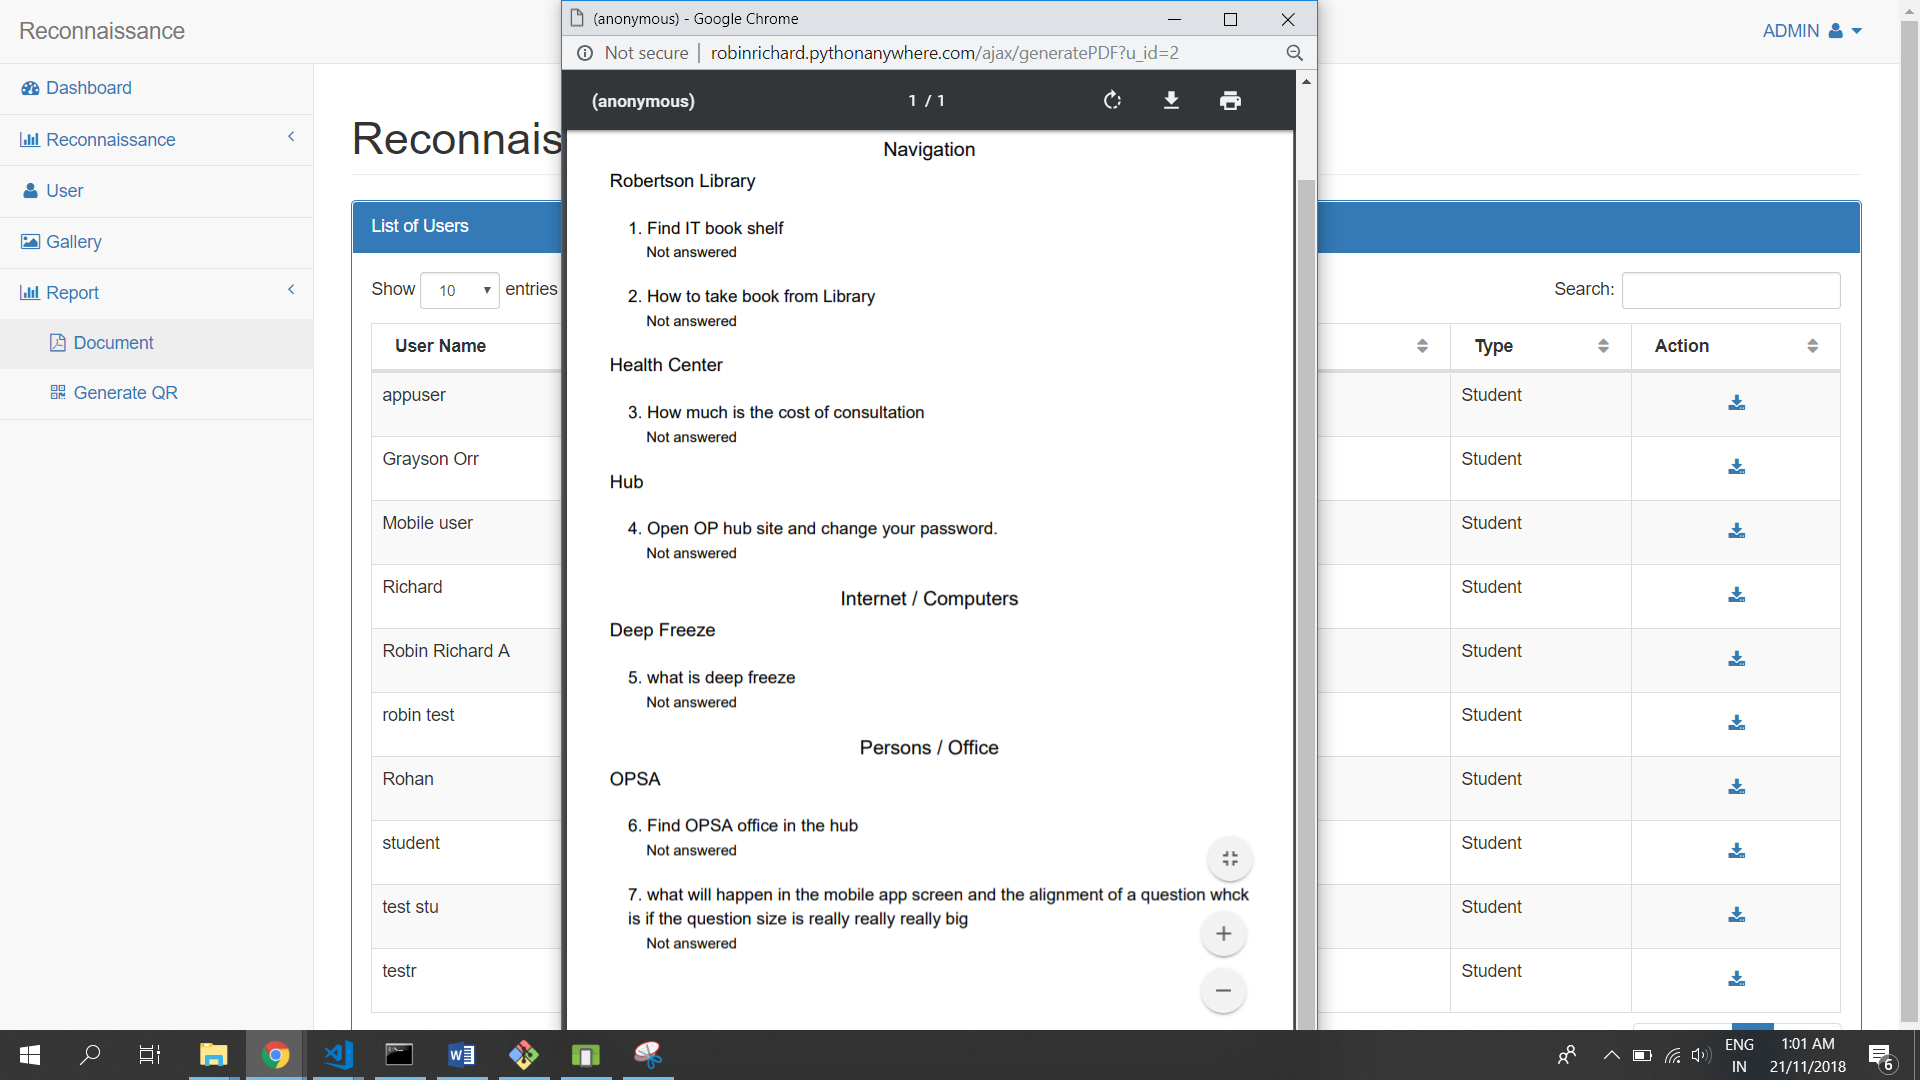 Reconnaissance
ADMIN
Dashboard
Reconnaissance
User
Gallery
Report
Document
Generate QR
Reconnais
List of Users
Show 10 entries
Search:
User Name
Type
Action
appuser
Student
Grayson Orr
Student
Mobile user
Student
Richard
Student
Robin Richard A
Student
robin test
Student
Rohan
Student
student
Student
test stu
Student
testr
Student
(anonymous) - Google Chrome
Not secure | robinrichard.pythonanywhere.com/ajax/generatePDF?u_id=2
(anonymous)
1 / 1
Navigation
Robertson Library
1. Find IT book shelf
Not answered
2. How to take book from Library
Not answered
Health Center
3. How much is the cost of consultation
Not answered
Hub
4. Open OP hub site and change your password.
Not answered
Internet / Computers
Deep Freeze
5. what is deep freeze
Not answered
Persons / Office
OPSA
6. Find OPSA office in the hub
Not answered
7. what will happen in the mobile app screen and the alignment of a question whck
is if the question size is really really really big
Not answered
ENG
IN
1:01 AM
21/11/2018
6